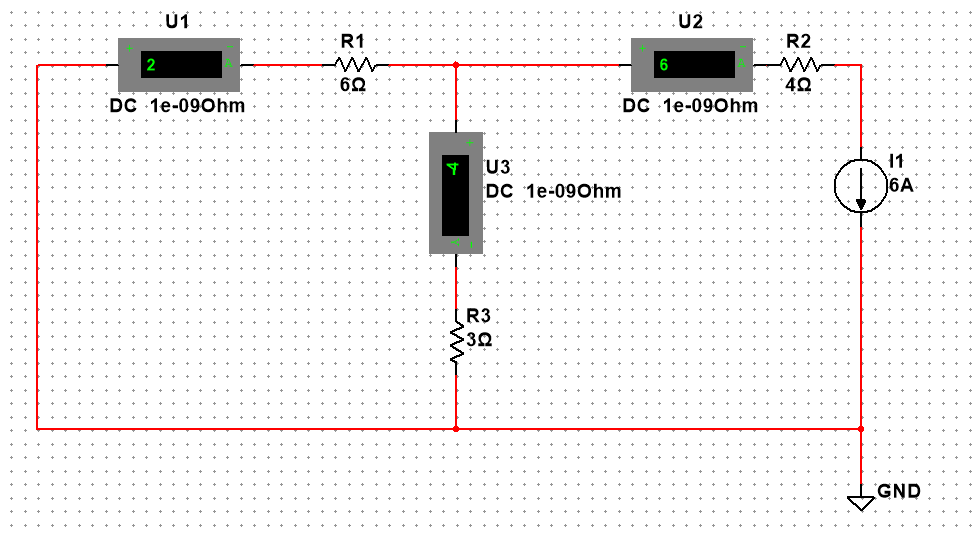 U1
+ −
2 A
DC 1e-09Ohm
R1
6Ω
U2
+ −
6 A
DC 1e-09Ohm
R2
4Ω
+
-4
A −
U3
DC 1e-09Ohm
I1
6A
R3
3Ω
GND